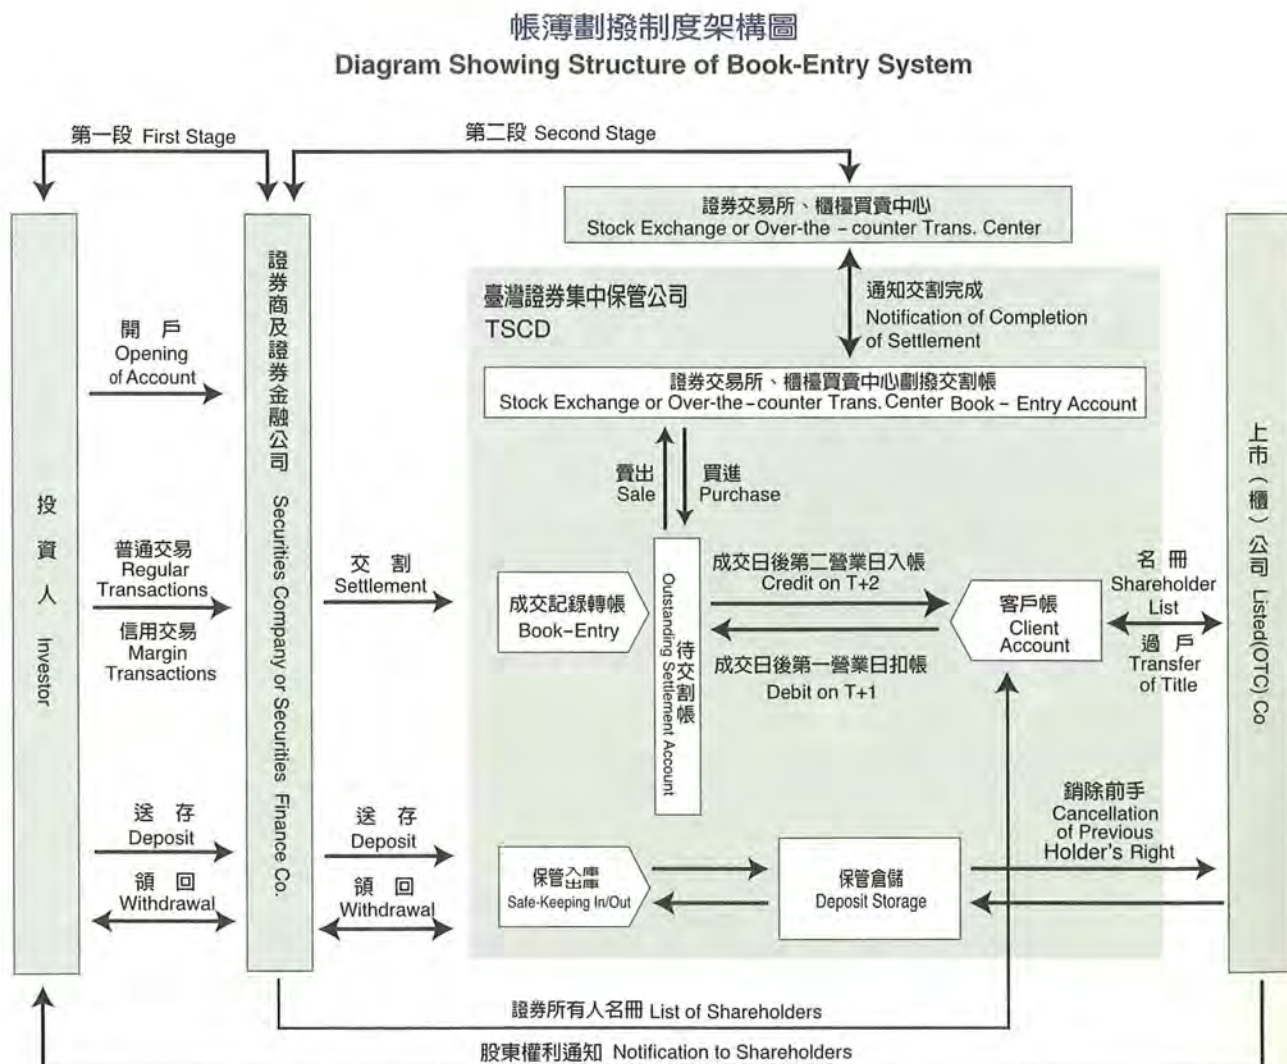 帳簿劃撥制度架構圖
Diagram Showing Structure of Book-Entry System
第一段 First Stage
第二段 Second Stage
投資人 Investor
開戶
Opening
of Account
普通交易
Regular
Transactions
信用交易
Margin
Transactions
送存
Deposit
領回
Withdrawal
證券商及證券金融公司 Securities Company or Securities Finance Co.
交割
Settlement
送存
Deposit
領回
Withdrawal
證券交易所、櫃檯買賣中心
Stock Exchange or Over-the-counter Trans. Center
臺灣證券集中保管公司
TSCD
通知交割完成
Notification of Completion
of Settlement
證券交易所、櫃檯買賣中心劃撥交割帳
Stock Exchange or Over-the-counter Trans. Center Book-Entry Account
賣出
Sale
買進
Purchase
成交記錄轉帳
Book-Entry
待交割帳
Outstanding Settlement Account
成交日後第二營業日入帳
Credit on T+2
成交日後第一營業日扣帳
Debit on T+1
客戶帳
Client
Account
名冊
Shareholder
List
過戶
Transfer
of Title
保管入庫出庫
Safe-Keeping In/Out
保管倉儲
Deposit Storage
銷除前手
Cancellation
of Previous
Holder's Right
上市(櫃)公司 Listed(OTC) Co
證券所有人名冊 List of Shareholders
股東權利通知 Notification to Shareholders